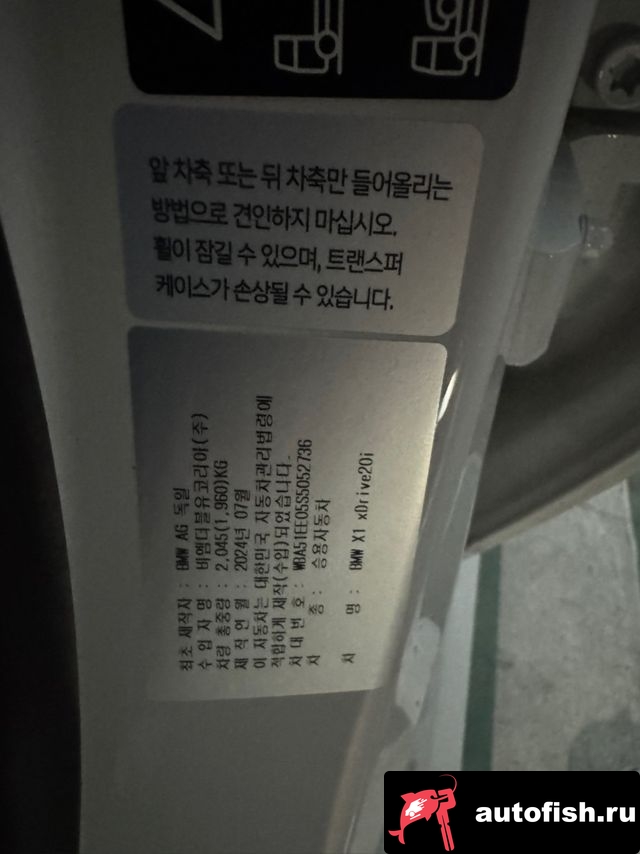 앞 차축 또는 뒤 차축만 들어올리는
방법으로 견인하지 마십시오.
휠이 잠길 수 있으며, 트랜스퍼
케이스가 손상될 수 있습니다.
최초 제작자 : BMW AG 독일
수 입 자 명 : 비엠더블유코리아(주)
차량 총중량 : 2,045(1,960)KG
제 작 연 월 : 2024년 07월
이 자동차는 대한민국 자동차관리법령에
적합하게 제작(수입)되었습니다.
차 대 번 호 : WBA51EE05S5052736
차 종 : 승용자동차
차 명 : BMW X1 xDrive20i
autofish.ru